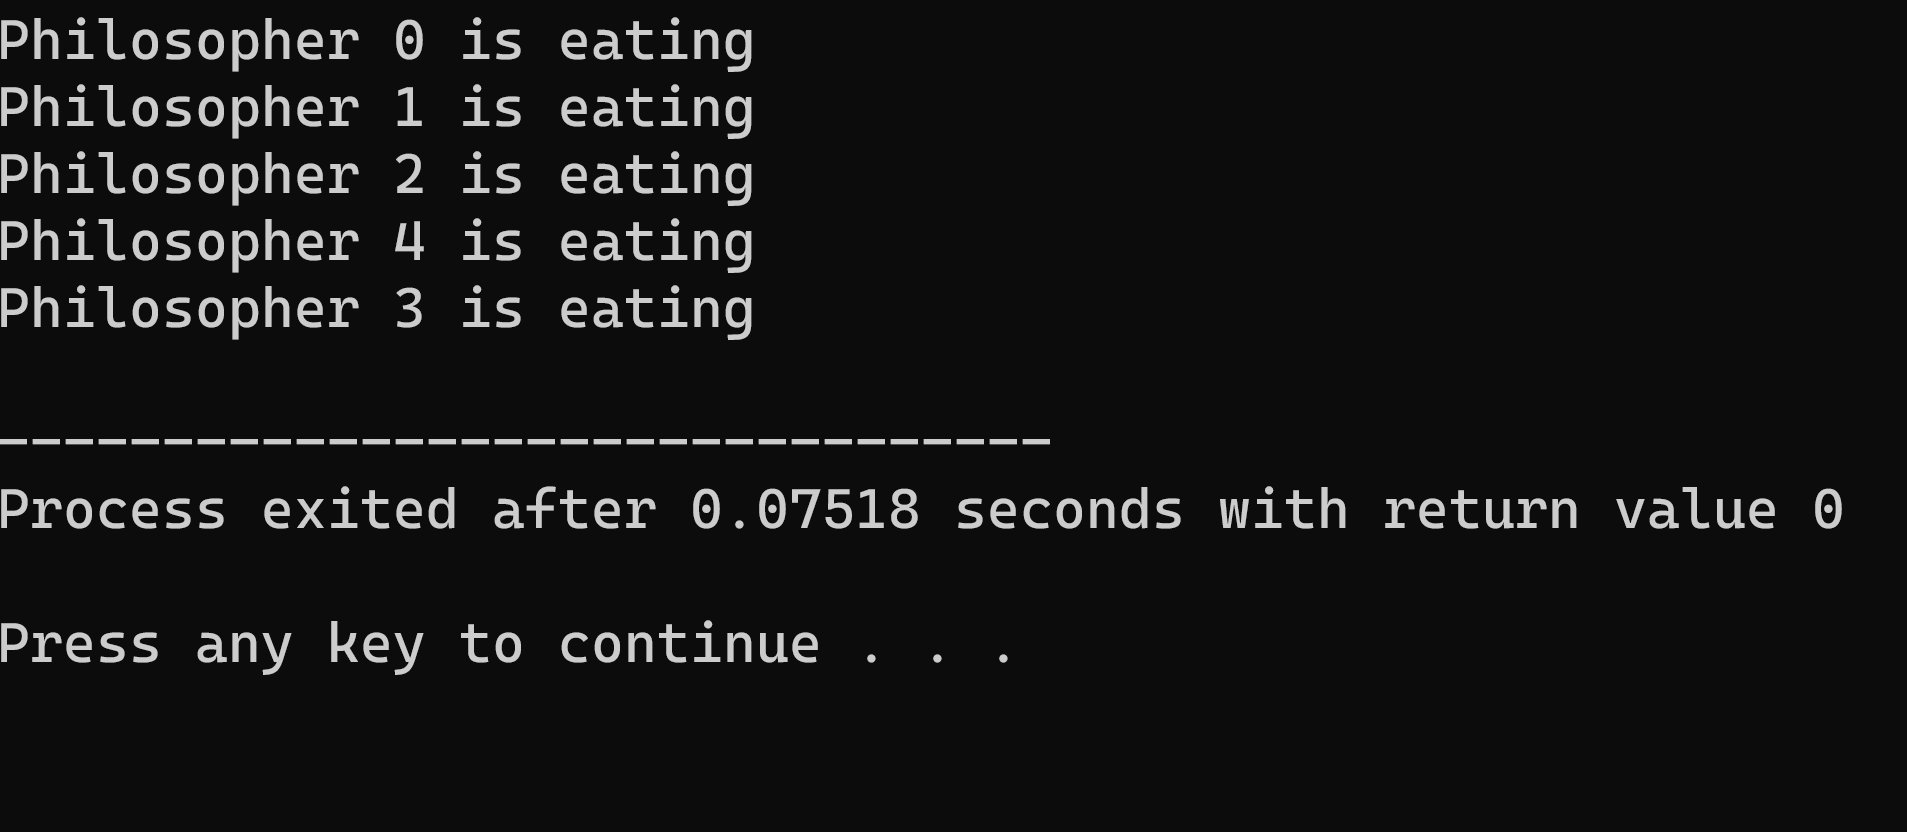 Philosopher 0 is eating
Philosopher 1 is eating
Philosopher 2 is eating
Philosopher 4 is eating
Philosopher 3 is eating
--------------------------------
Process exited after 0.07518 seconds with return value 0
Press any key to continue . . .